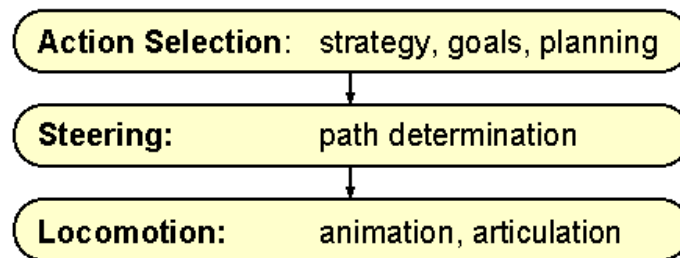 Action Selection: strategy, goals, planning
Steering: path determination
Locomotion: animation, articulation